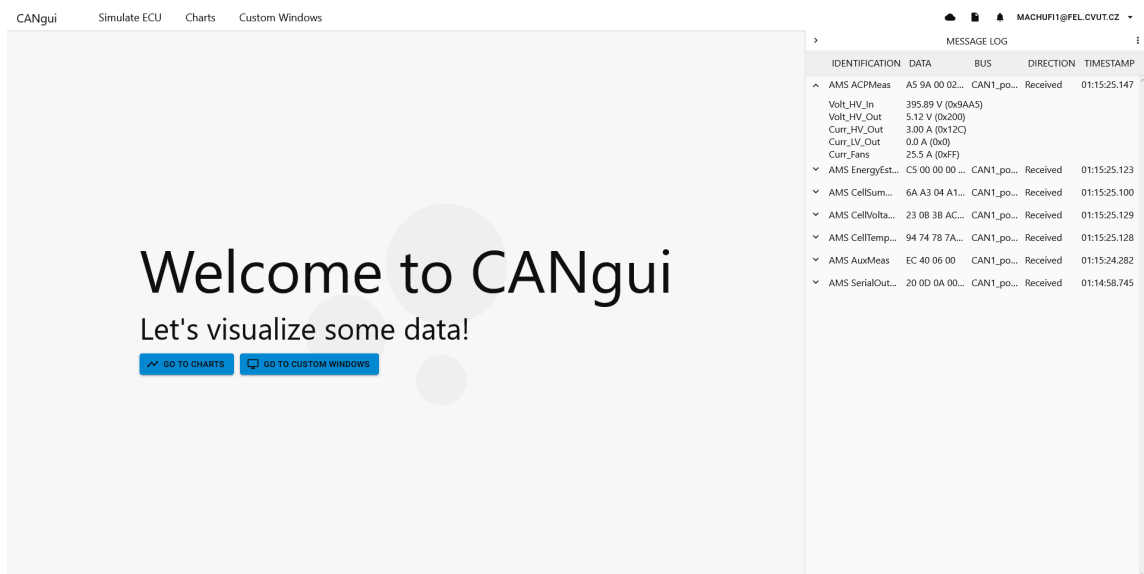 CANgui Simulate ECU Charts Custom Windows MACHUFI1@FEL.CVUT.CZ
MESSAGE LOG
IDENTIFICATION DATA BUS DIRECTION TIMESTAMP
AMS ACPMeas A5 9A 00 02... CAN1_po... Received 01:15:25.147
Volt_HV_In 395.89 V (0x9AA5)
Volt_HV_Out 5.12 V (0x200)
Curr_HV_Out 3.00 A (0x12C)
Curr_LV_Out 0.0 A (0x0)
Curr_Fans 25.5 A (0xFF)
AMS EnergyEst... C5 00 00 00 ... CAN1_po... Received 01:15:25.123
AMS CellSum... 6A A3 04 A1... CAN1_po... Received 01:15:25.100
AMS CellVolta... 23 0B 3B AC... CAN1_po... Received 01:15:25.129
AMS CellTemp... 94 74 78 7A... CAN1_po... Received 01:15:25.128
AMS AuxMeas EC 40 06 00 CAN1_po... Received 01:15:24.282
AMS SerialOut... 20 0D 0A 00... CAN1_po... Received 01:14:58.745
Welcome to CANgui
Let's visualize some data!
GO TO CHARTS GO TO CUSTOM WINDOWS